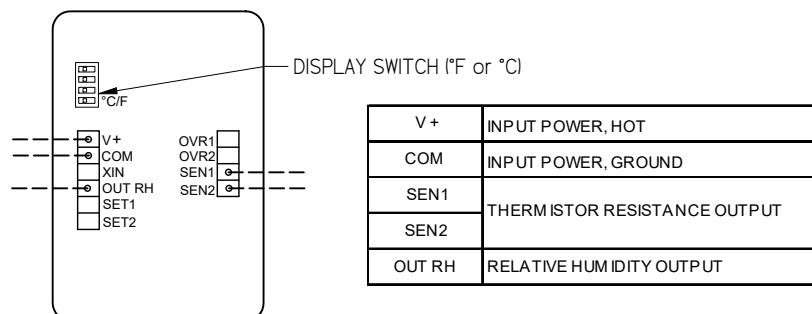 DISPLAY SWITCH (°F or °C)
°C/F
V+
COM
XIN
OUT RH
SET1
SET2
OVR1
OVR2
SEN1
SEN2
V+ INPUT POWER, HOT
COM INPUT POWER, GROUND
SEN1 THERMISTOR RESISTANCE OUTPUT
SEN2
OUT RH RELATIVE HUMIDITY OUTPUT